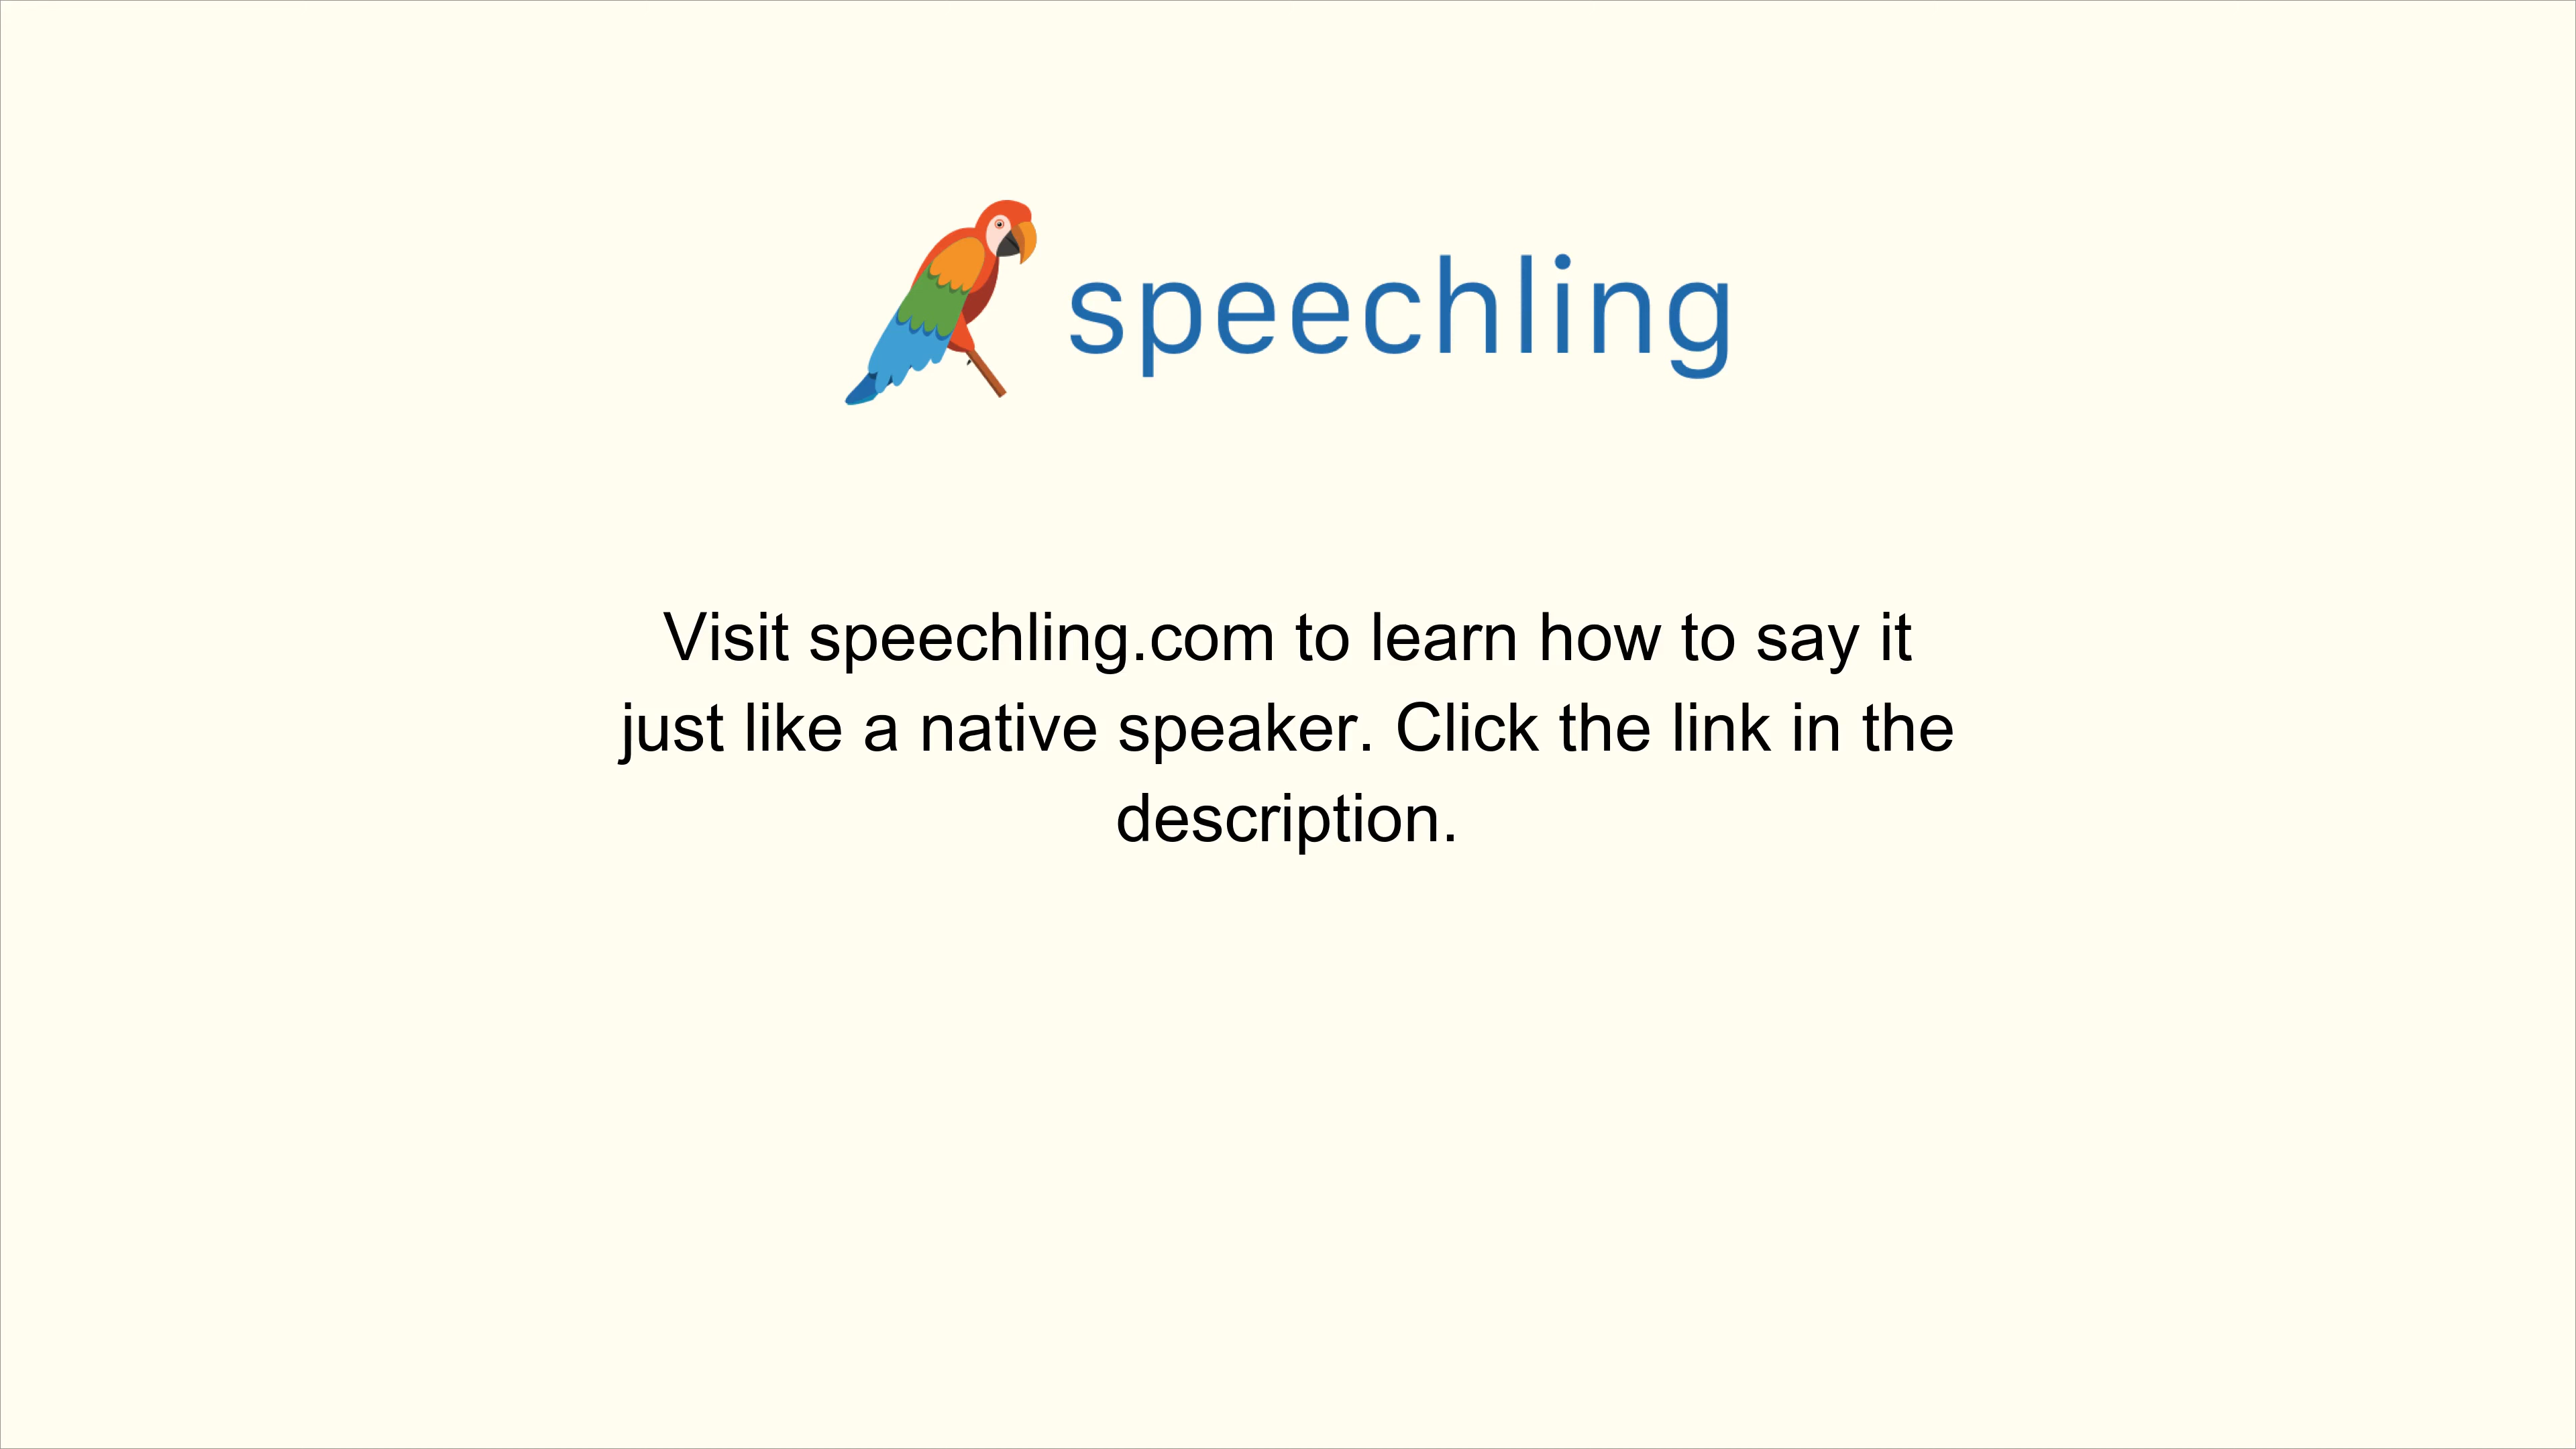 speechling
Visit speechling.com to learn how to say it
just like a native speaker. Click the link in the
description.